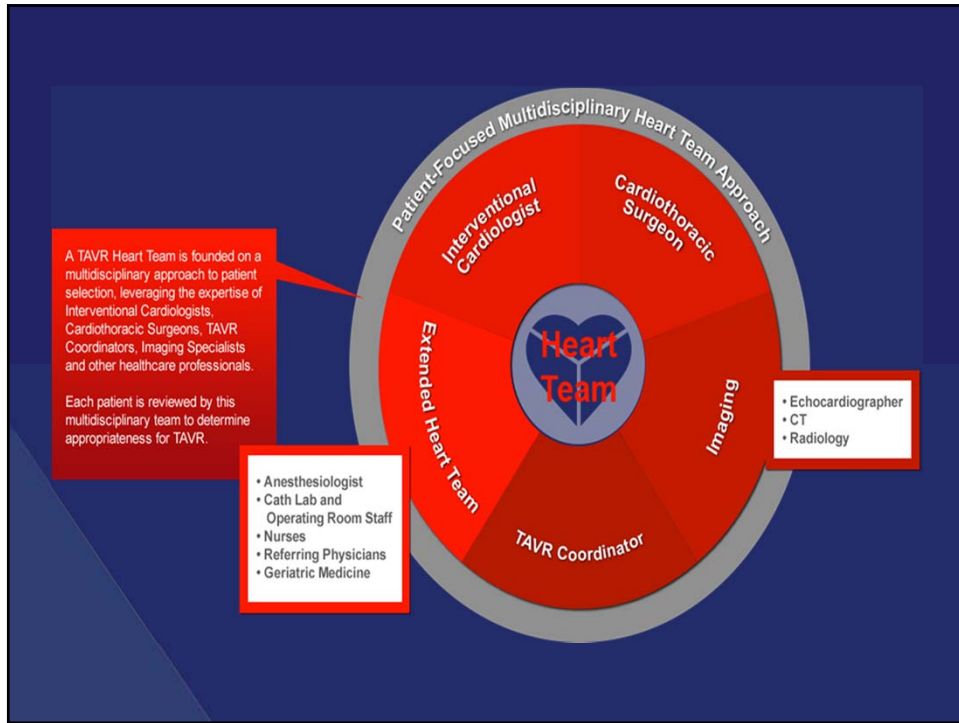 Patient-Focused Multidisciplinary Heart Team Approach
Interventional
Cardiologist
Cardiothoracic
Surgeon
A TAVR Heart Team is founded on a
multidisciplinary approach to patient
selection, leveraging the expertise of
Interventional Cardiologists,
Cardiothoracic Surgeons, TAVR
Coordinators, Imaging Specialists
and other healthcare professionals.
Each patient is reviewed by this
multidisciplinary team to determine
appropriateness for TAVR.
Heart
Team
Extended Heart Team
Imaging
• Echocardiographer
• CT
• Radiology
TAVR Coordinator
• Anesthesiologist
• Cath Lab and
Operating Room Staff
• Nurses
• Referring Physicians
• Geriatric Medicine